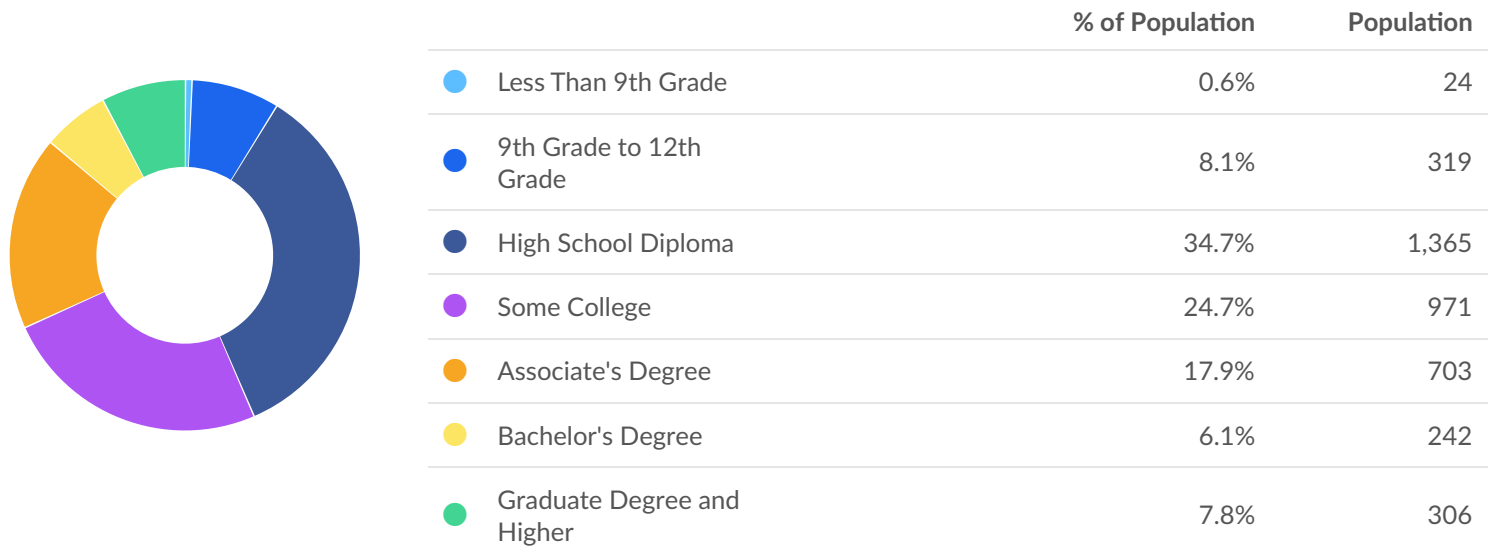 % of Population Population
Less Than 9th Grade 0.6% 24
9th Grade to 12th
Grade 8.1% 319
High School Diploma 34.7% 1,365
Some College 24.7% 971
Associate's Degree 17.9% 703
Bachelor's Degree 6.1% 242
Graduate Degree and
Higher 7.8% 306